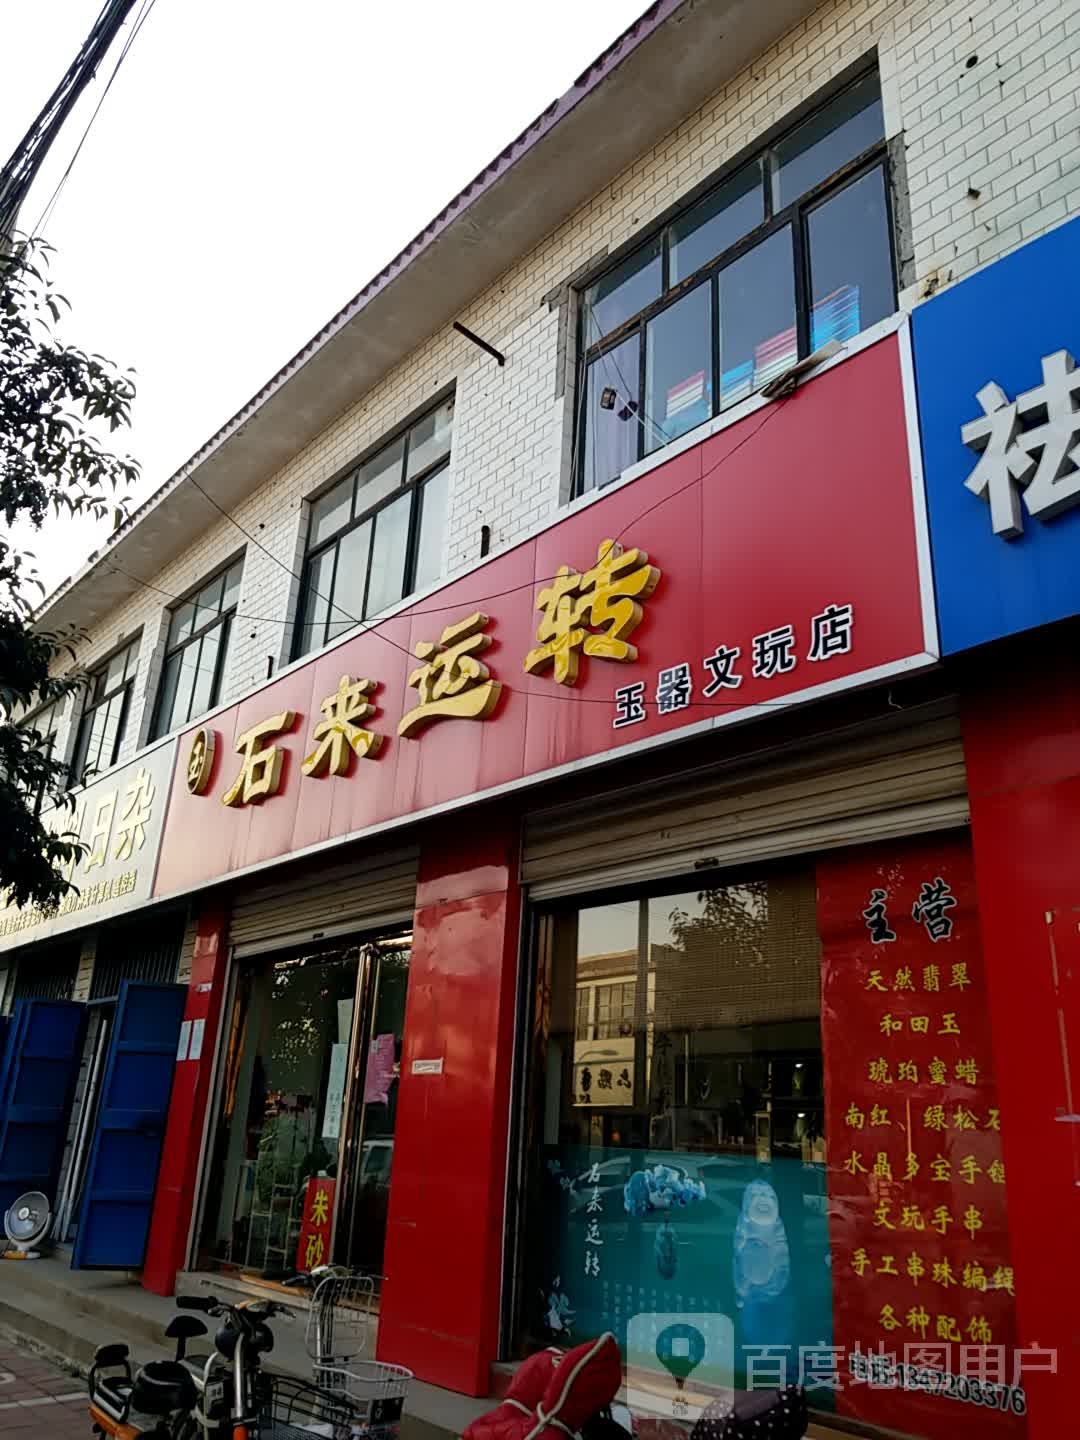 祛
石来运转
玉器文玩店
日杂
主营
天然翡翠
和田玉
琥珀蜜蜡
南红、绿松石
水晶多宝手链
文玩手串
手工串珠编绳
各种配饰
石来运转
朱砂
百度地图用户